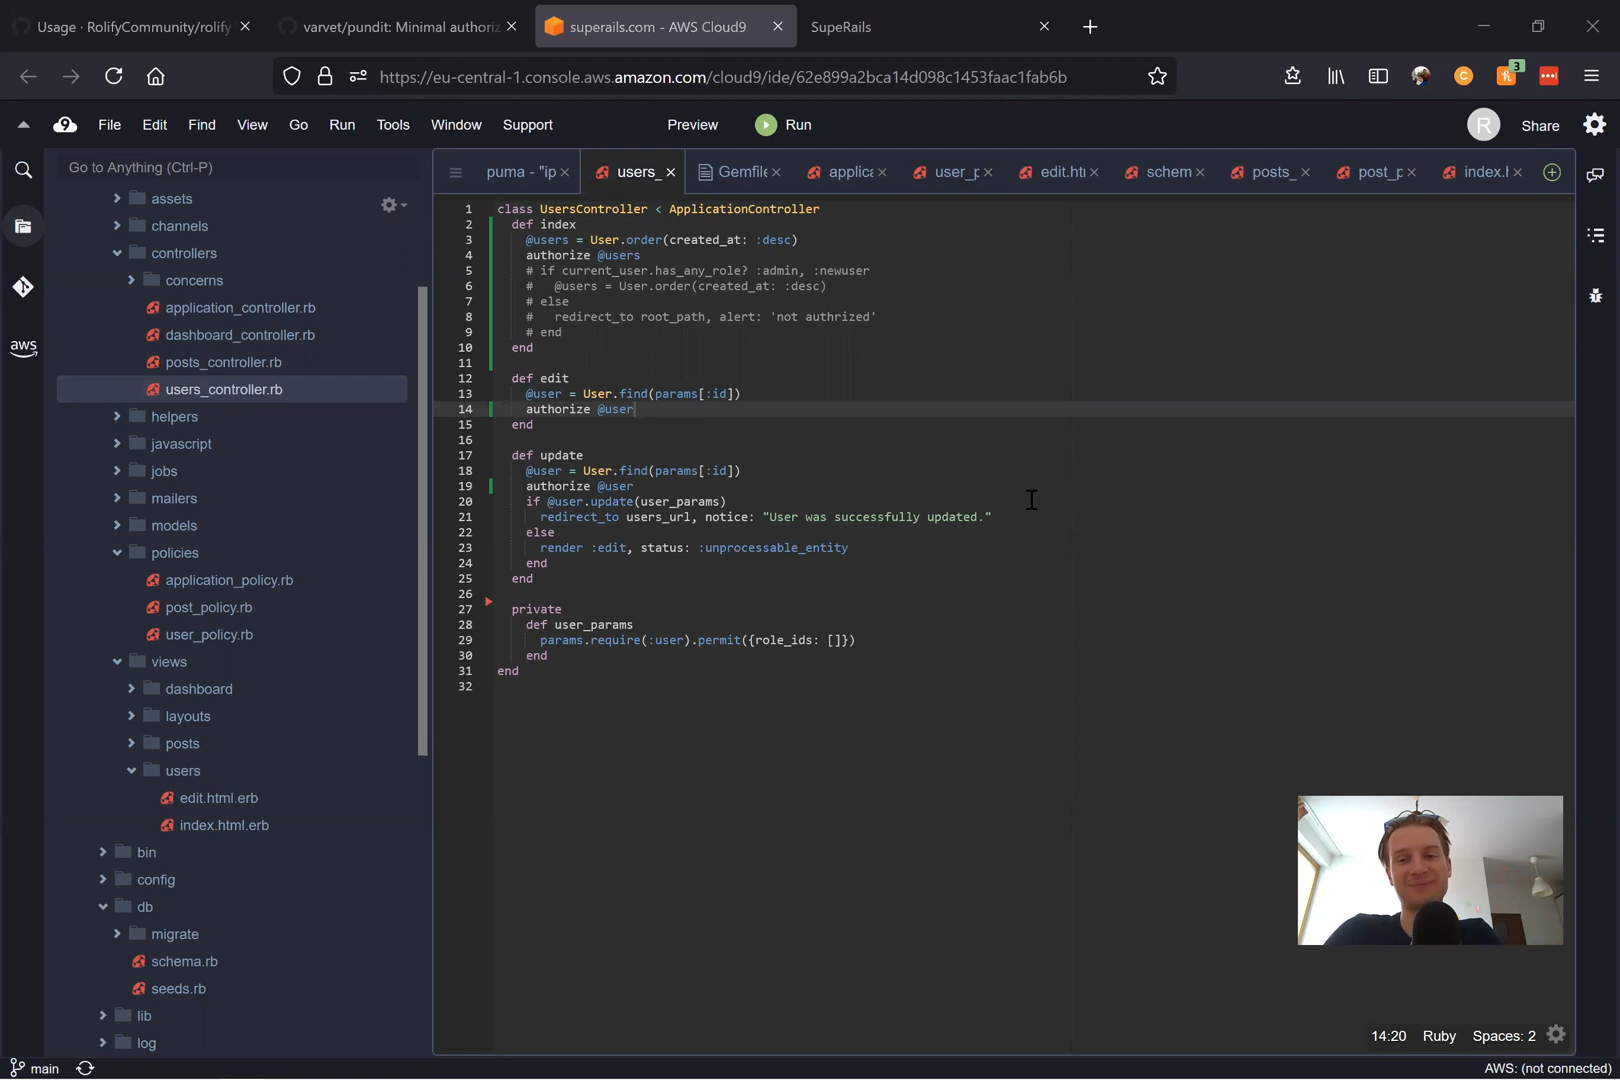 Usage · RolifyCommunity/rolify
varvet/pundit: Minimal authoriz
superails.com - AWS Cloud9
SupeRails
https://eu-central-1.console.aws.amazon.com/cloud9/ide/62e899a2bca14d098c1453faac1fab6b
C
3
9
File Edit Find View Go Run Tools Window Support Preview Run
R
Share
Go to Anything (Ctrl-P)
puma - "ip
users_
Gemfile
applica
user_p
edit.htr
schem
posts_
post_p
index.h
aws
assets
channels
controllers
concerns
application_controller.rb
dashboard_controller.rb
posts_controller.rb
users_controller.rb
helpers
javascript
jobs
mailers
models
policies
application_policy.rb
post_policy.rb
user_policy.rb
views
dashboard
layouts
posts
users
edit.html.erb
index.html.erb
bin
config
db
migrate
schema.rb
seeds.rb
lib
log
1 class UsersController < ApplicationController
2 def index
3 @users = User.order(created_at: :desc)
4 authorize @users
5 # if current_user.has_any_role? :admin, :newuser
6 # @users = User.order(created_at: :desc)
7 # else
8 # redirect_to root_path, alert: 'not authrized'
9 # end
10 end
11
12 def edit
13 @user = User.find(params[:id])
14 authorize @user
15 end
16
17 def update
18 @user = User.find(params[:id])
19 authorize @user
20 if @user.update(user_params)
21 redirect_to users_url, notice: "User was successfully updated."
22 else
23 render :edit, status: :unprocessable_entity
24 end
25 end
26
27 private
28 def user_params
29 params.require(:user).permit({role_ids: []})
30 end
31 end
32
14:20 Ruby Spaces: 2
main
AWS: (not connected)